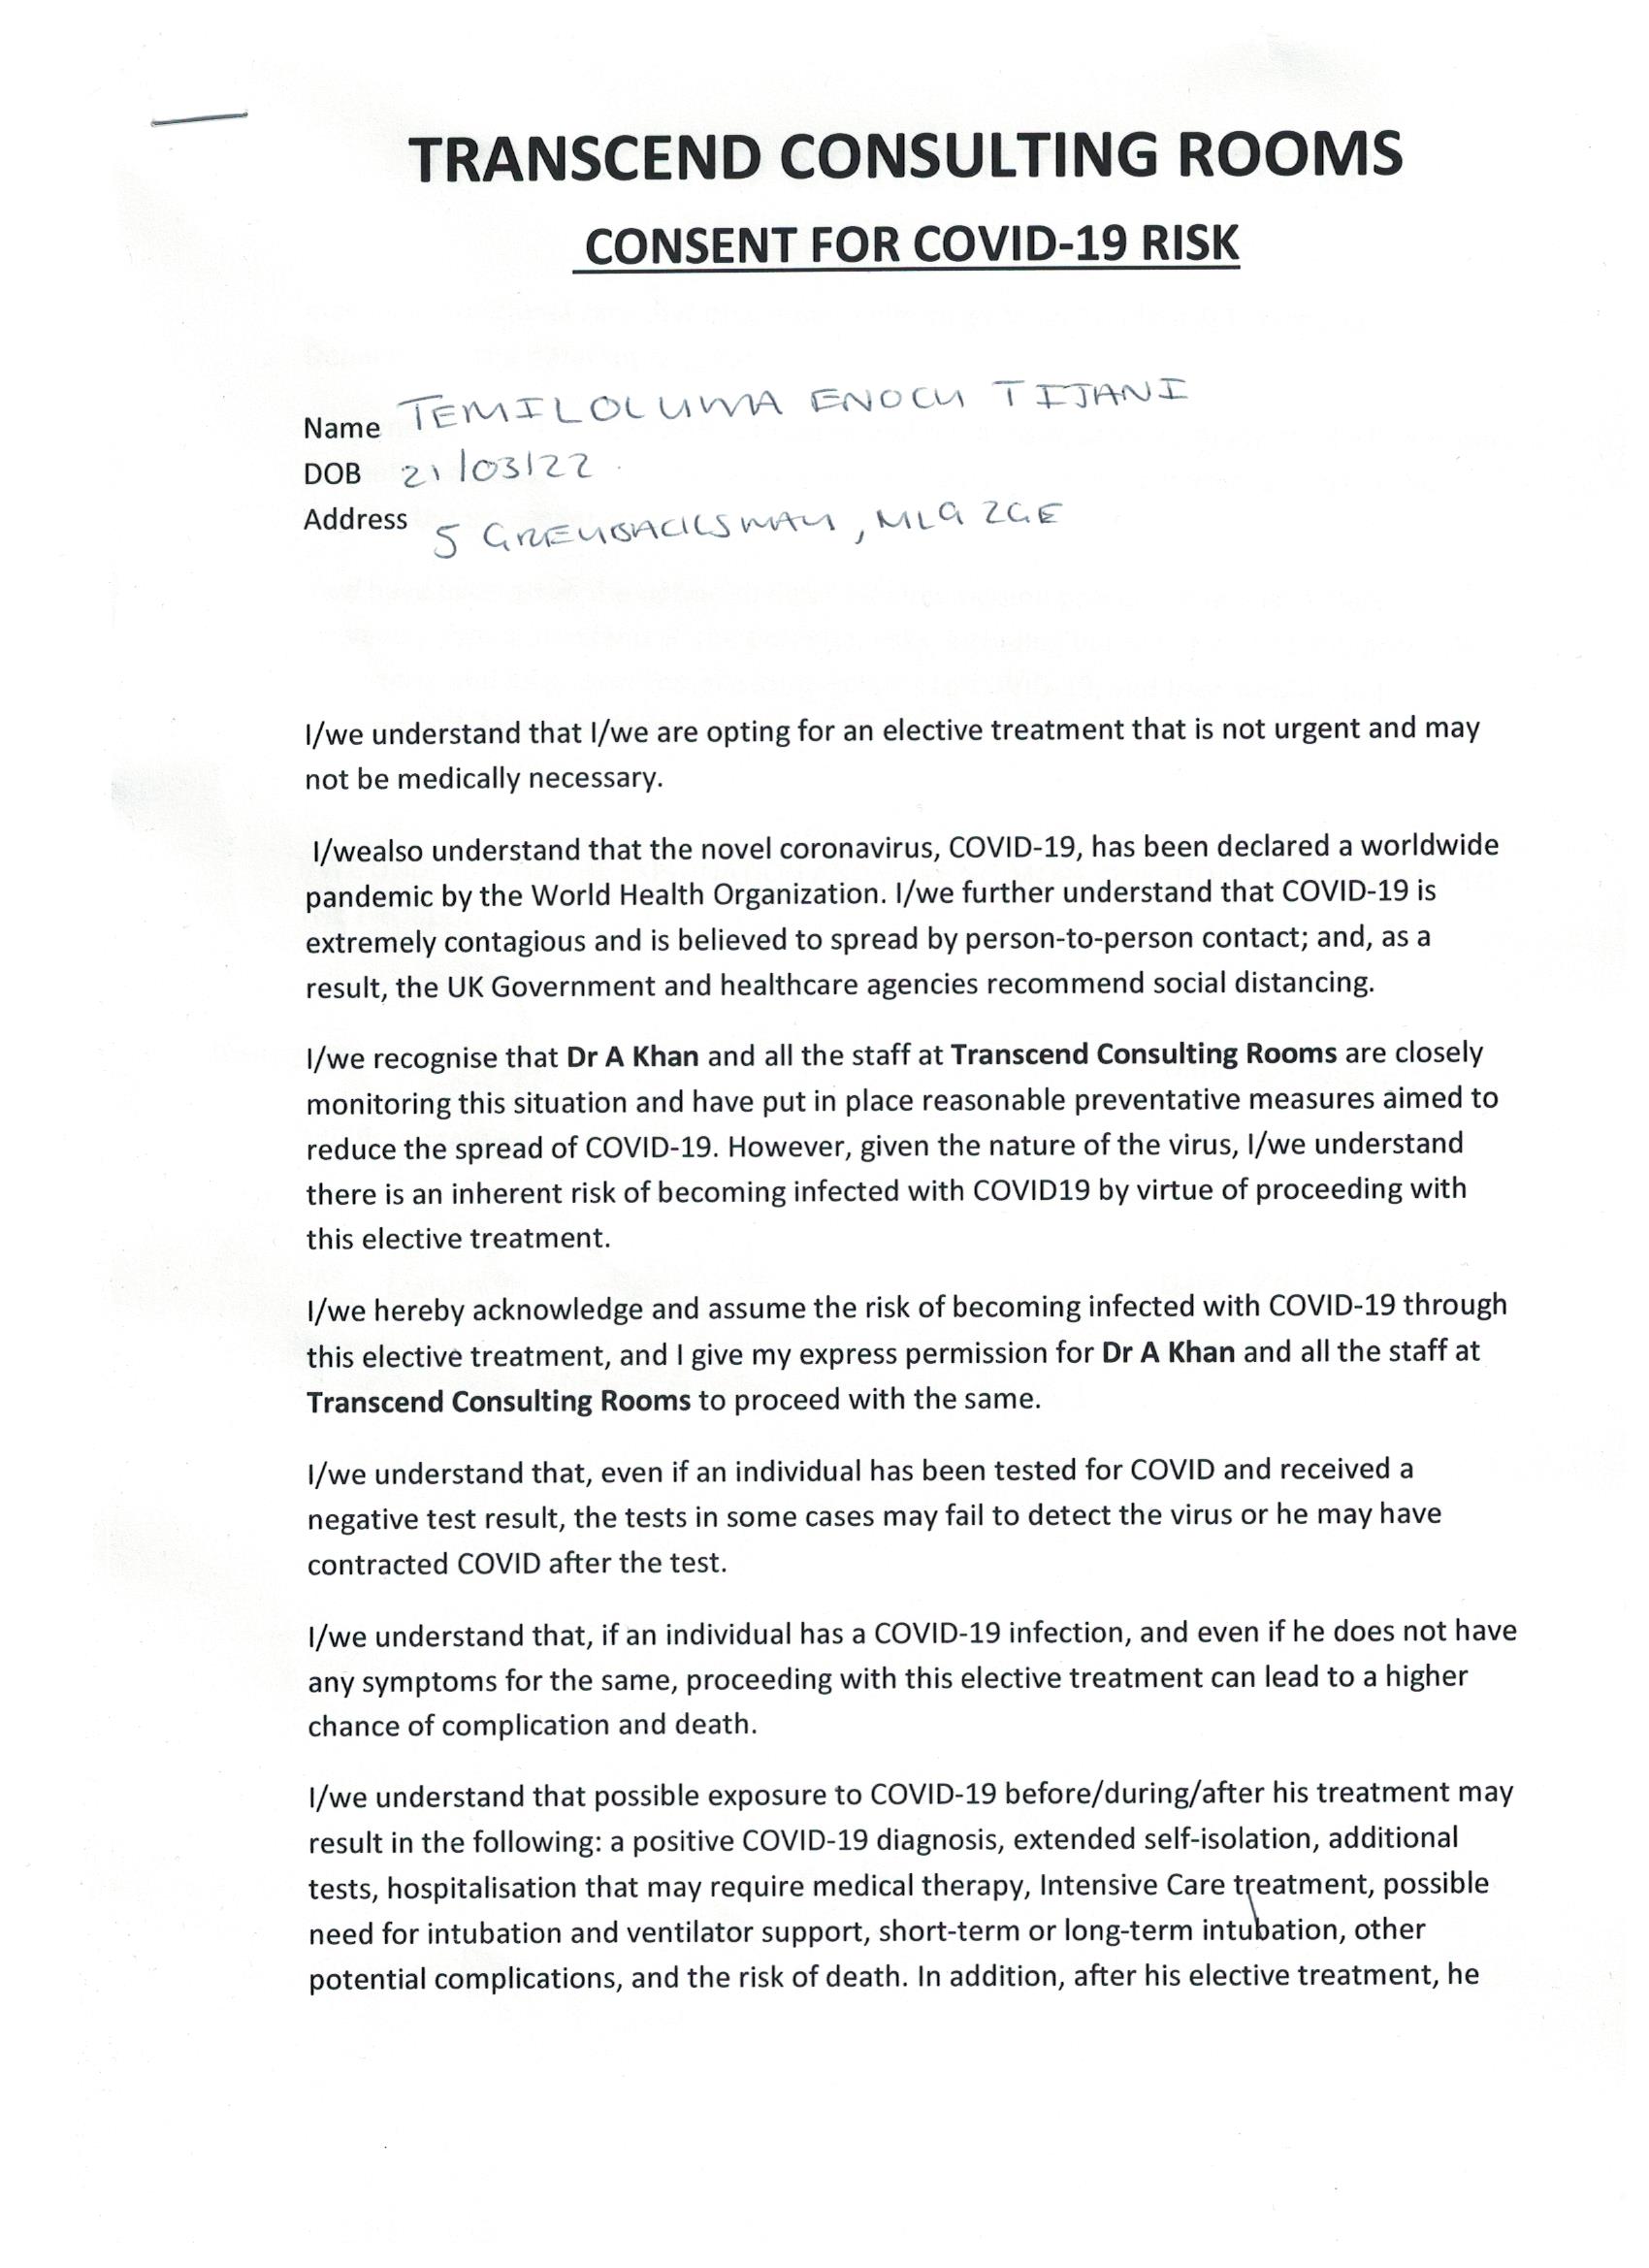 TRANSCEND CONSULTING ROOMS
CONSENT FOR COVID-19 RISK
Name TEMILOLUWA ENOCH TIJANI
DOB 21/03/22
Address 5 , ML9 2GE
I/we understand that I/we are opting for an elective treatment that is not urgent and may
not be medically necessary.
I/wealso understand that the novel coronavirus, COVID-19, has been declared a worldwide
pandemic by the World Health Organization. I/we further understand that COVID-19 is
extremely contagious and is believed to spread by person-to-person contact; and, as a
result, the UK Government and healthcare agencies recommend social distancing.
I/we recognise that Dr A Khan and all the staff at Transcend Consulting Rooms are closely
monitoring this situation and have put in place reasonable preventative measures aimed to
reduce the spread of COVID-19. However, given the nature of the virus, I/we understand
there is an inherent risk of becoming infected with COVID19 by virtue of proceeding with
this elective treatment.
I/we hereby acknowledge and assume the risk of becoming infected with COVID-19 through
this elective treatment, and I give my express permission for Dr A Khan and all the staff at
Transcend Consulting Rooms to proceed with the same.
I/we understand that, even if an individual has been tested for COVID and received a
negative test result, the tests in some cases may fail to detect the virus or he may have
contracted COVID after the test.
I/we understand that, if an individual has a COVID-19 infection, and even if he does not have
any symptoms for the same, proceeding with this elective treatment can lead to a higher
chance of complication and death.
I/we understand that possible exposure to COVID-19 before/during/after his treatment may
result in the following: a positive COVID-19 diagnosis, extended self-isolation, additional
tests, hospitalisation that may require medical therapy, Intensive Care treatment, possible
need for intubation and ventilator support, short-term or long-term intubation, other
potential complications, and the risk of death. In addition, after his elective treatment, he